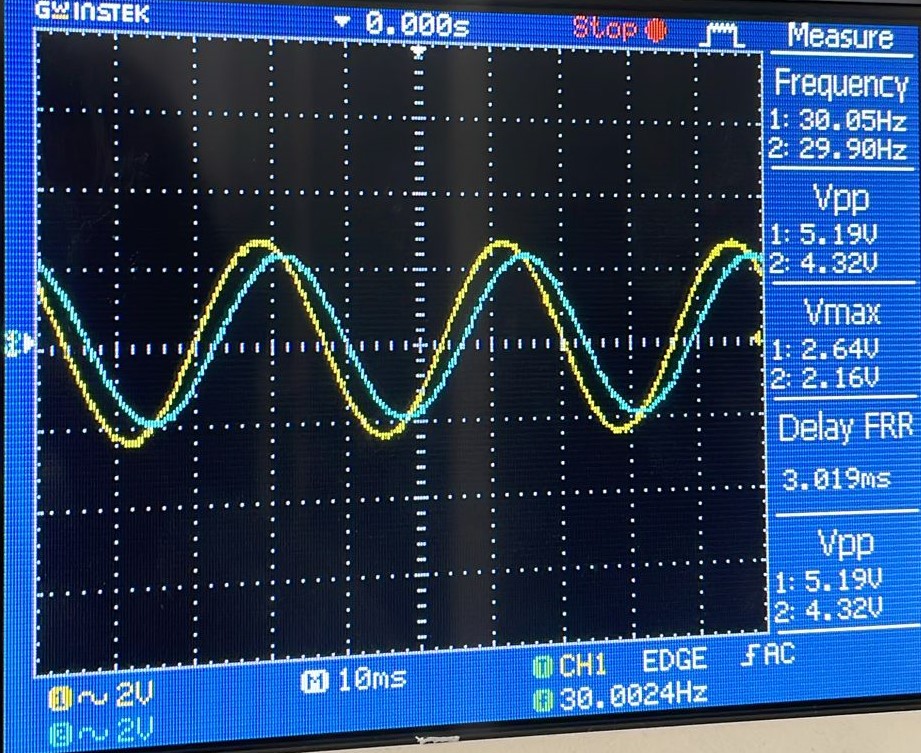 GW INSTEK
0.000s
Stop
Measure
Frequency
1: 30.05Hz
2: 29.90Hz
Vpp
1: 5.19V
2: 4.32V
Vmax
1: 2.64V
2: 2.16V
Delay FRR
3.019ms
Vpp
1: 5.19V
2: 4.32V
1 ~ 2V
2 ~ 2V
M 10ms
T CH1 EDGE AC
F 30.0024Hz